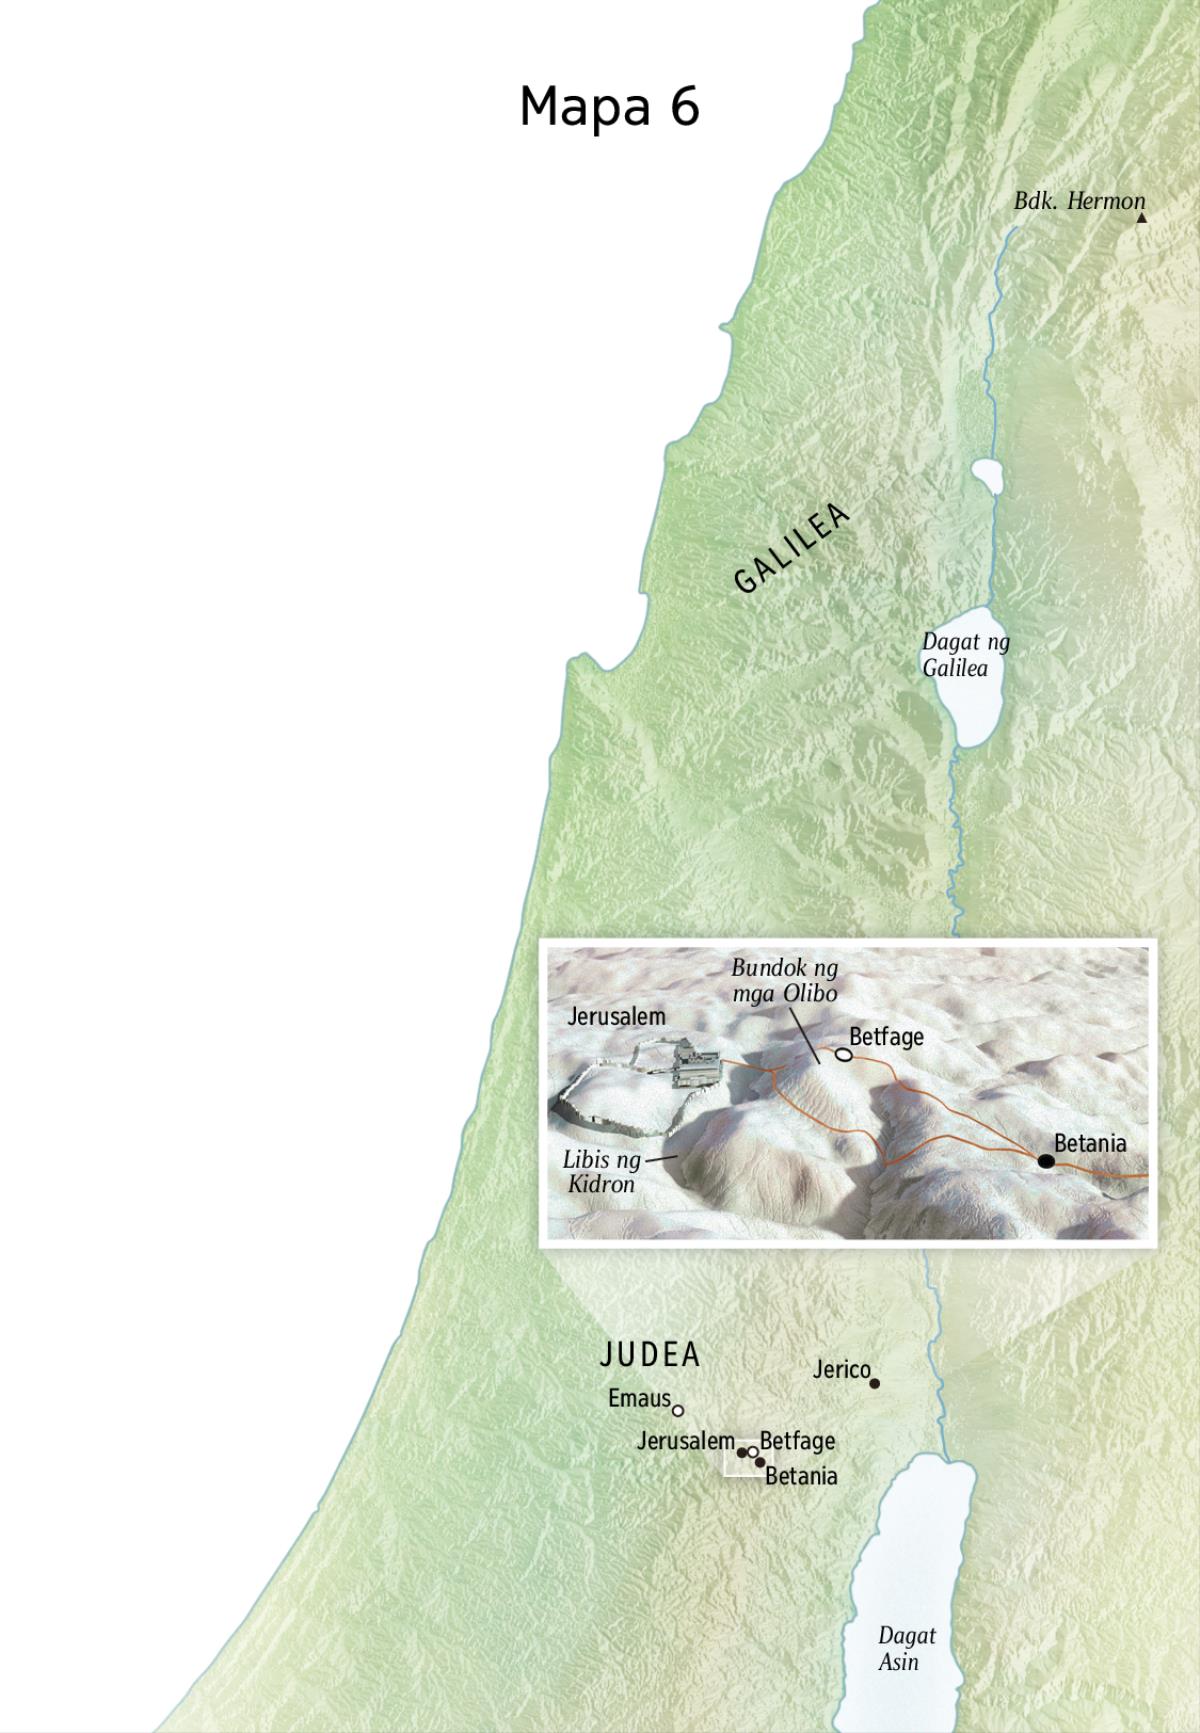 Mapa 6
Bdk. Hermon
GALILEA
Dagat ng
Galilea
Bundok ng
mga Olibo
Jerusalem
Betfage
Betania
Libis ng
Kidron
JUDEA
Jerico
Emaus
Jerusalem
Betfage
Betania
Dagat
Asin